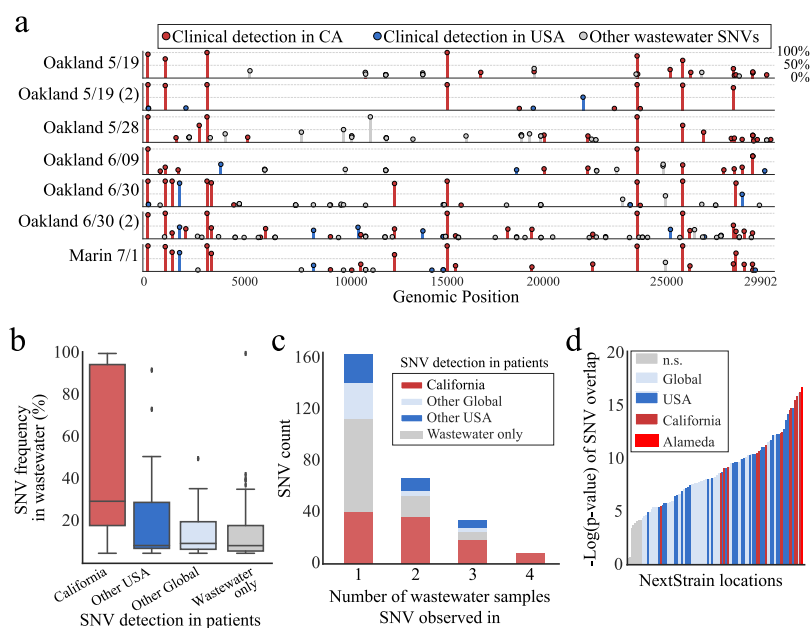 a
Clinical detection in CA
Clinical detection in USA
Other wastewater SNVs
Oakland 5/19
Oakland 5/19 (2)
Oakland 5/28
Oakland 6/09
Oakland 6/30
Oakland 6/30 (2)
Marin 7/1
100%
50%
0%
0
5000
10000
15000
20000
25000
29902
Genomic Position
b
SNV frequency
in wastewater (%)
100
80
60
40
20
California
Other USA
Other Global
Wastewater
only
SNV detection in patients
c
SNV count
160
120
80
40
0
SNV detection in patients
California
Other Global
Other USA
Wastewater only
1
2
3
4
Number of wastewater samples
SNV observed in
d
-Log(p-value) of SNV overlap
20
15
10
5
0
n.s.
Global
USA
California
Alameda
NextStrain locations